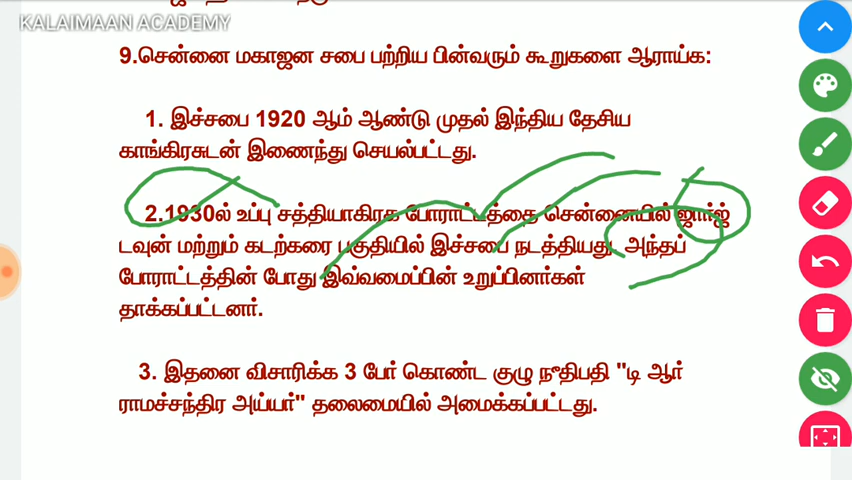 KALAIMAAN ACADEMY
9.சென்னை மகாஜன சபை பற்றிய பின்வரும் கூறுகளை ஆராய்க:
1. இச்சபை 1920 ஆம் ஆண்டு முதல் இந்திய தேசிய
காங்கிரசுடன் இணைந்து செயல்பட்டது.
2.1930ல் உப்பு சத்தியாகிரக போராட்டத்தை சென்னையில் ஜார்ஜ்
டவுன் மற்றும் கடற்கரை பகுதியில் இச்சபை நடத்தியது. அந்தப்
போராட்டத்தின் போது இவ்வமைப்பின் உறுப்பினர்கள்
தாக்கப்பட்டனர்.
3. இதனை விசாரிக்க 3 பேர் கொண்ட குழு நீதிபதி "டி ஆர்
ராமச்சந்திர அய்யர்" தலைமையில் அமைக்கப்பட்டது.